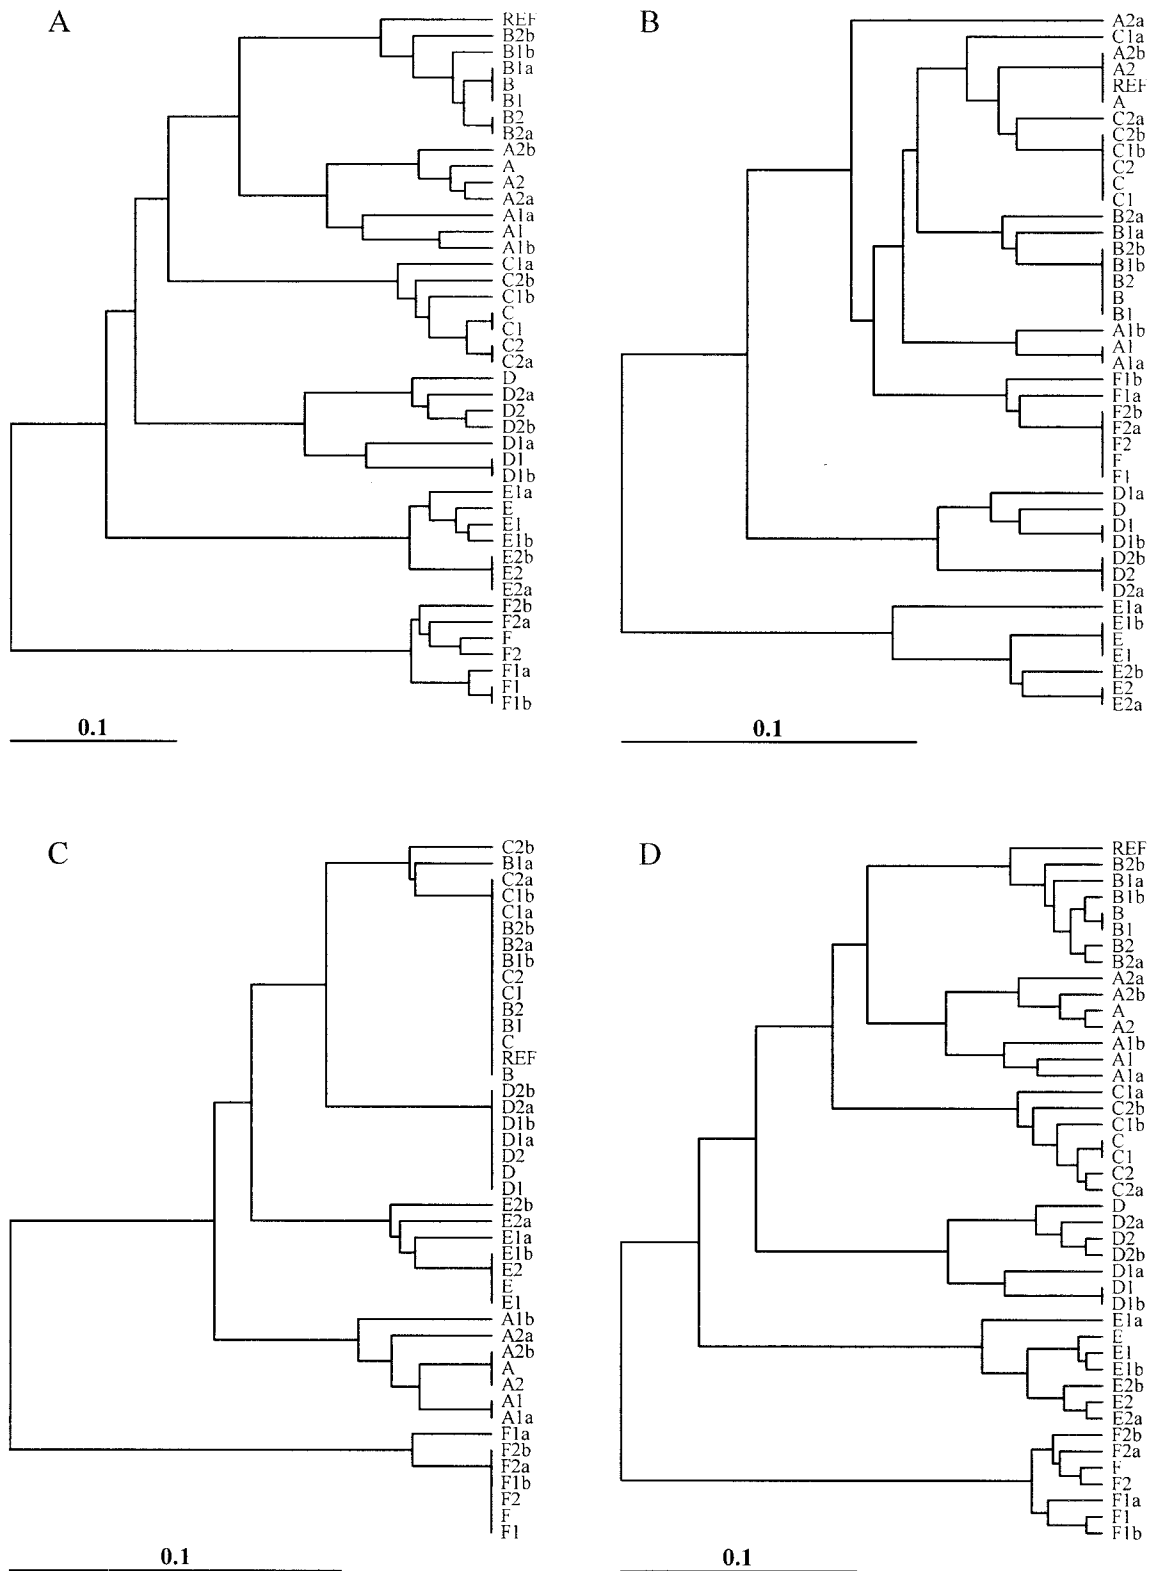 A
REF
B2b
B1b
B1a
B
B1
B2
B2a
A2b
A
A2
A2a
A1a
A1
A1b
C1a
C2b
C1b
C
C1
C2
C2a
D
D2a
D2
D2b
D1a
D1
D1b
E1a
E
E1
E1b
E2b
E2
E2a
F2b
F2a
F
F2
F1a
F1
F1b
0.1
B
A2a
C1a
A2b
A2
REF
A
C2a
C2b
C1b
C2
C
C1
B2a
B1a
B2b
B1b
B2
B
B1
A1b
A1
A1a
F1b
F1a
F2b
F2a
F2
F
F1
D1a
D
D1
D1b
D2b
D2
D2a
E1a
E1b
E
E1
E2b
E2
E2a
0.1
C
C2b
B1a
C2a
C1b
C1a
B2b
B2a
B1b
C2
C1
B2
B1
C
REF
B
D2b
D2a
D1b
D1a
D2
D
D1
E2b
E2a
E1a
E1b
E2
E
E1
A1b
A2a
A2b
A
A2
A1
A1a
F1a
F2b
F2a
F1b
F2
F
F1
0.1
D
REF
B2b
B1a
B1b
B
B1
B2
B2a
A2a
A2b
A
A2
A1b
A1
A1a
C1a
C2b
C1b
C
C1
C2
C2a
D
D2a
D2
D2b
D1a
D1
D1b
E1a
E
E1
E1b
E2b
E2
E2a
F2b
F2a
F
F2
F1a
F1
F1b
0.1